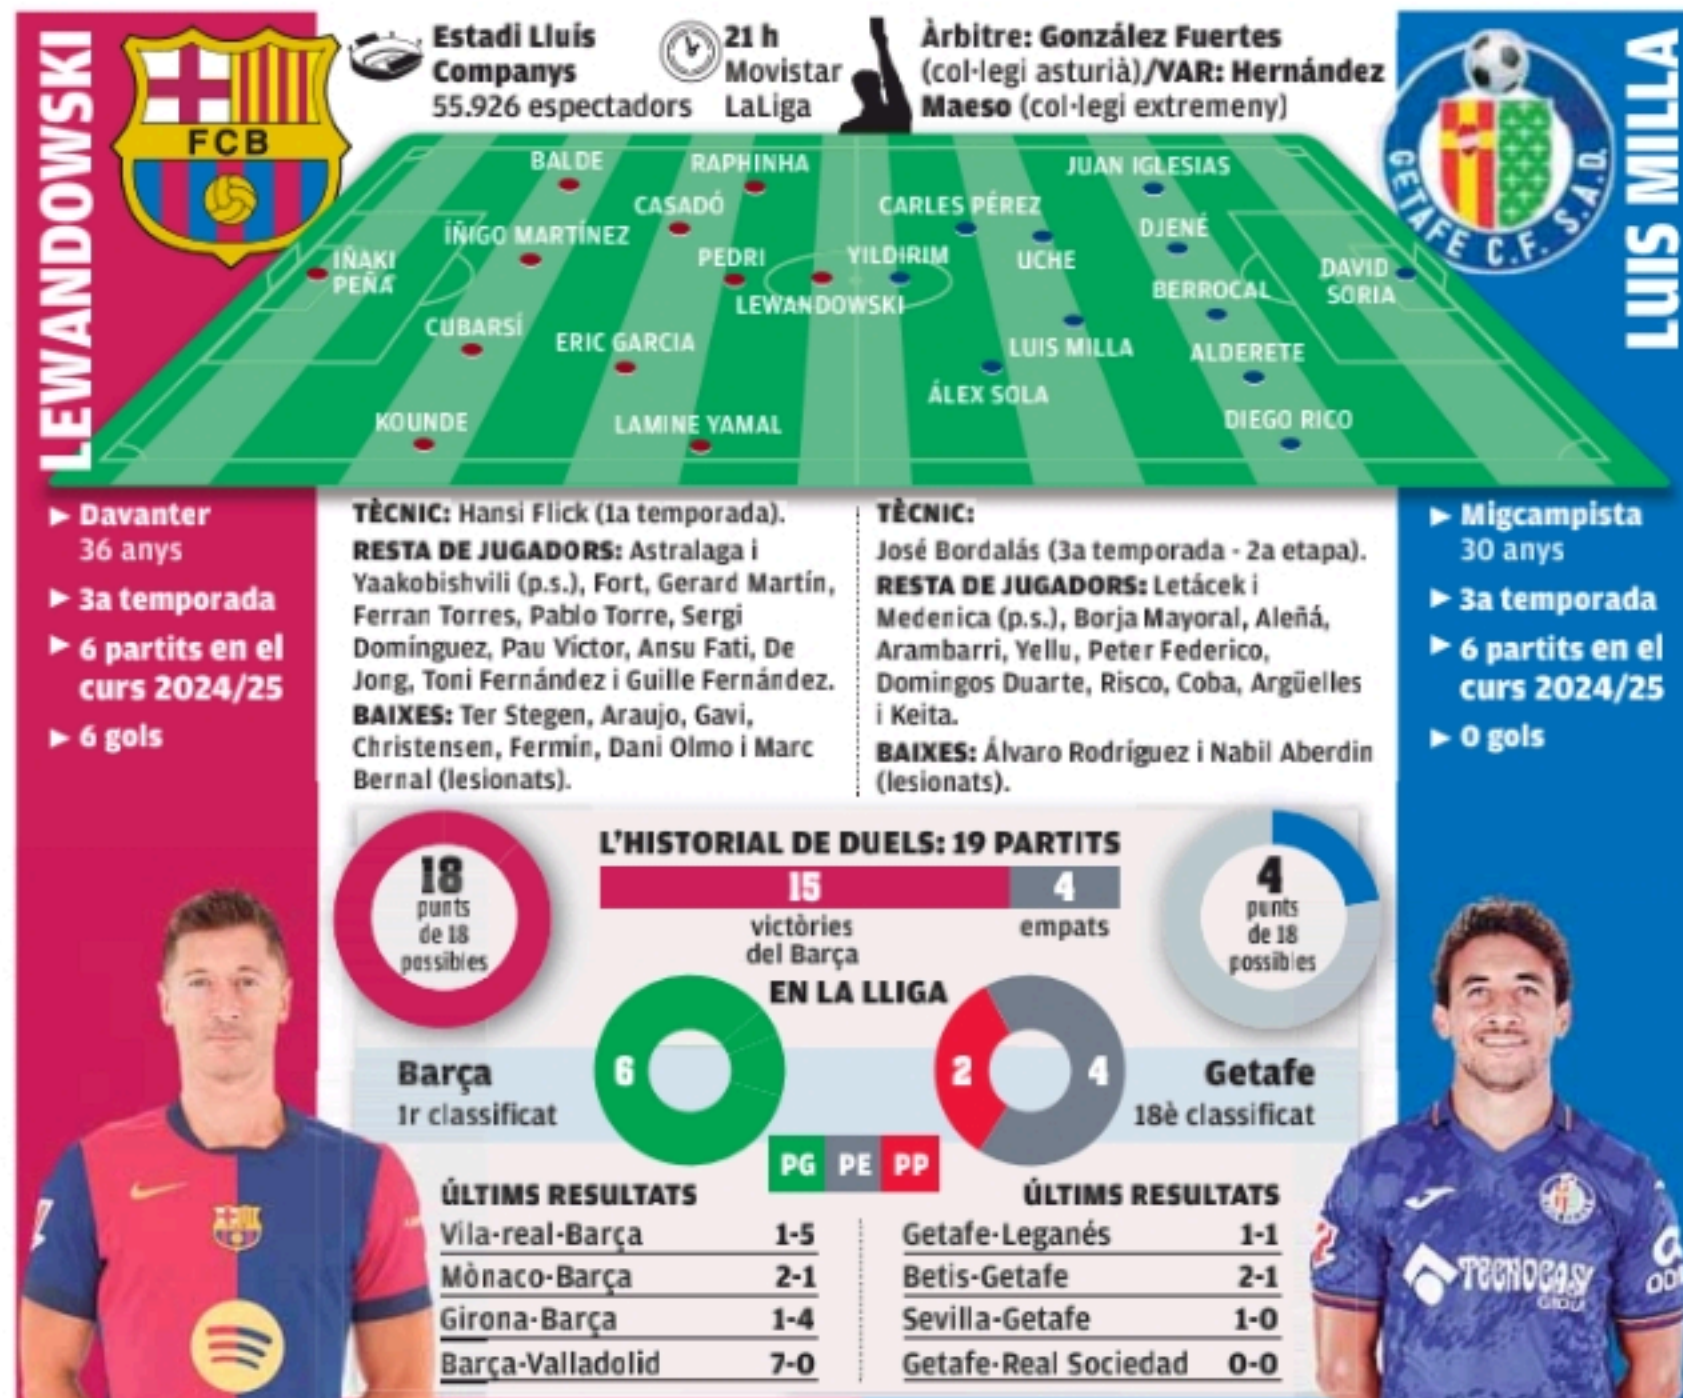 LEWANDOWSKI
FCB
Estadi Lluís
Companys
55.926 espectadors
21 h
Movistar
LaLiga
Àrbitre: González Fuertes
(col·legi asturià)/VAR: Hernández
Maeso (col·legi extremeny)
GETAFE C.F. S.A.D.
LUIS MILLA
BALDE
RAPHINHA
CASADÓ
ÍÑIGO MARTÍNEZ
IÑAKI
PEÑA
PEDRI
LEWANDOWSKI
CUBARSÍ
ERIC GARCIA
KOUNDE
LAMINE YAMAL
JUAN IGLESIAS
CARLES PÉREZ
DJENÉ
YILDIRIM
UCHE
DAVID
SORIA
BERROCAL
LUIS MILLA
ALDERETE
ÁLEX SOLA
DIEGO RICO
▶ Davanter
36 anys
▶ 3a temporada
▶ 6 partits en el
curs 2024/25
▶ 6 gols
TÈCNIC: Hansi Flick (1a temporada).
RESTA DE JUGADORS: Astralaga i
Yaakobishvili (p.s.), Fort, Gerard Martín,
Ferran Torres, Pablo Torre, Sergi
Domínguez, Pau Víctor, Ansu Fati, De
Jong, Toni Fernández i Guille Fernández.
BAIXES: Ter Stegen, Araujo, Gavi,
Christensen, Fermín, Dani Olmo i Marc
Bernal (lesionats).
TÈCNIC:
José Bordalás (3a temporada - 2a etapa).
RESTA DE JUGADORS: Letácek i
Medenica (p.s.), Borja Mayoral, Aleñá,
Arambarri, Yellu, Peter Federico,
Domingos Duarte, Risco, Coba, Argüelles
i Keita.
BAIXES: Álvaro Rodríguez i Nabil Aberdin
(lesionats).
▶ Migcampista
30 anys
▶ 3a temporada
▶ 6 partits en el
curs 2024/25
▶ 0 gols
18
punts
de 18
possibles
L'HISTORIAL DE DUELS: 19 PARTITS
15
4
victòries
del Barça
empats
4
punts
de 18
possibles
EN LA LLIGA
Barça
1r classificat
6
2
4
Getafe
18è classificat
PG PE PP
ÚLTIMS RESULTATS
Vila-real-Barça 1-5
Mònaco-Barça 2-1
Girona-Barça 1-4
Barça-Valladolid 7-0
ÚLTIMS RESULTATS
Getafe-Leganés 1-1
Betis-Getafe 2-1
Sevilla-Getafe 1-0
Getafe-Real Sociedad 0-0
TECNOCASA
GROUP